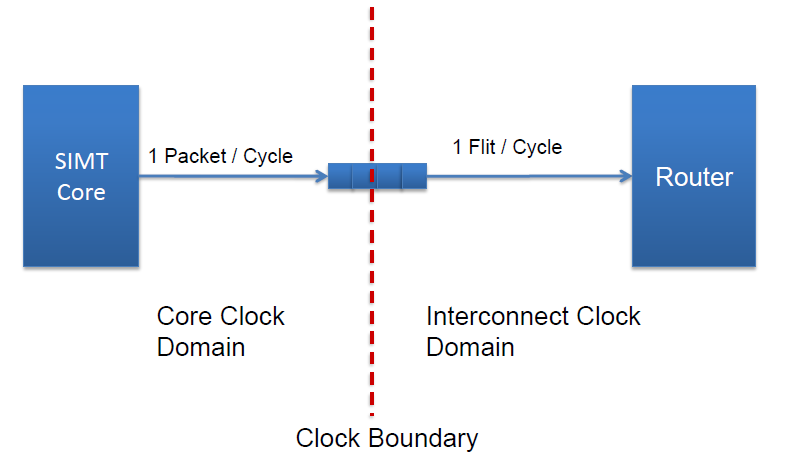 SIMT
Core
1 Packet / Cycle
1 Flit / Cycle
Router
Core Clock
Domain
Interconnect Clock
Domain
Clock Boundary